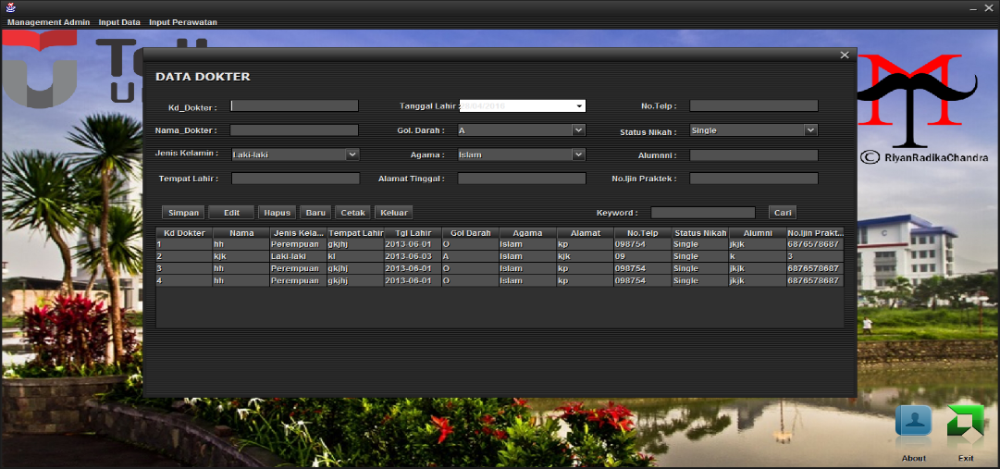 Management Admin Input Data Input Perawatan
DATA DOKTER
Kd_Dokter : Tanggal Lahir No.Telp :
Nama_Dokter : Gol. Darah : A Status Nikah : Single
Jenis Kelamin : Laki-laki Agama : Islam Alumnni :
Tempat Lahir : Alamat Tinggal : No.Ijin Praktek :
Simpan Edit Hapus Baru Cetak Keluar Keyword : Cari
Kd Dokter Nama Jenis Kela... Tempat Lahir Tgl Lahir Gol Darah Agama Alamat No.Telp Status Nikah Alumni No.Ijin Prakt...
1 hh Perempuan gkjhj 2013-06-01 O Islam kp 098754 Single jkjk 6876578687
2 kjk Laki-laki kl 2013-06-03 A Islam kjk 09 Single k 3
3 hh Perempuan gkjhj 2013-06-01 O Islam kp 098754 Single jkjk 6876578687
4 hh Perempuan gkjhj 2013-06-01 O Islam kp 098754 Single jkjk 6876578687
© RiyanRadikaChandra
About Exit